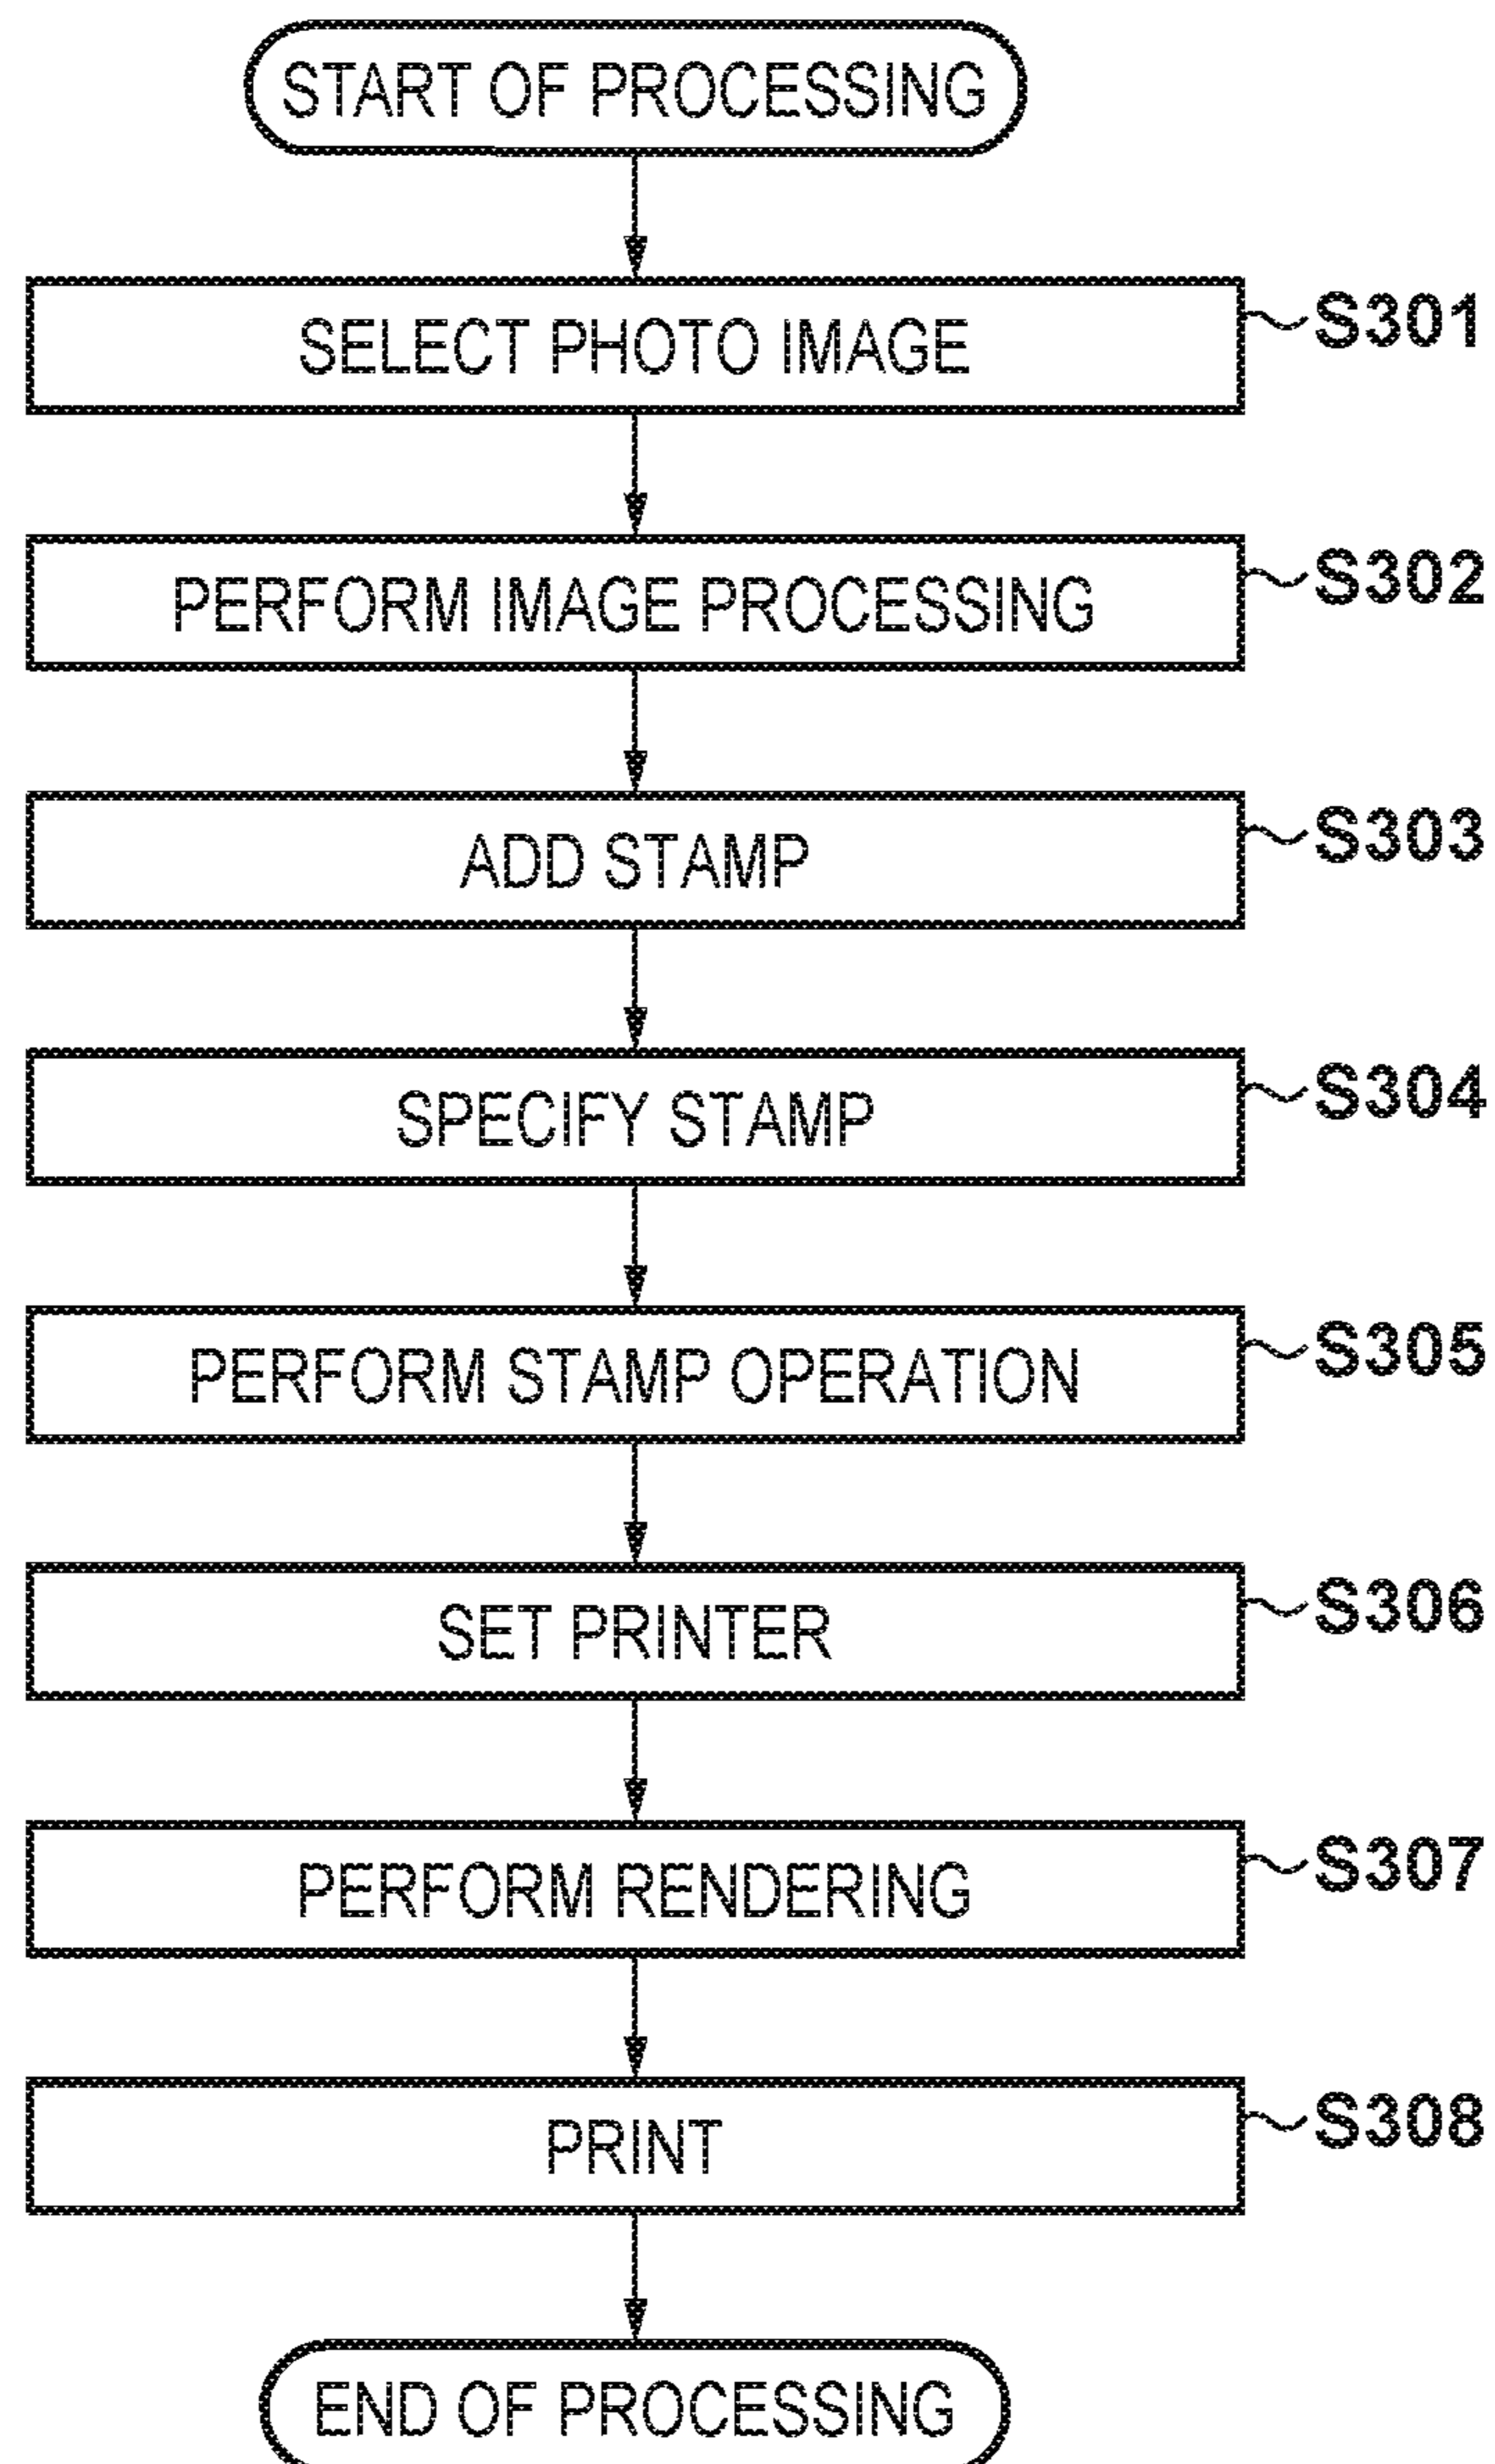 START OF PROCESSING
SELECT PHOTO IMAGE
S301
PERFORM IMAGE PROCESSING
S302
ADD STAMP
S303
SPECIFY STAMP
S304
PERFORM STAMP OPERATION
S305
SET PRINTER
S306
PERFORM RENDERING
S307
PRINT
S308
END OF PROCESSING